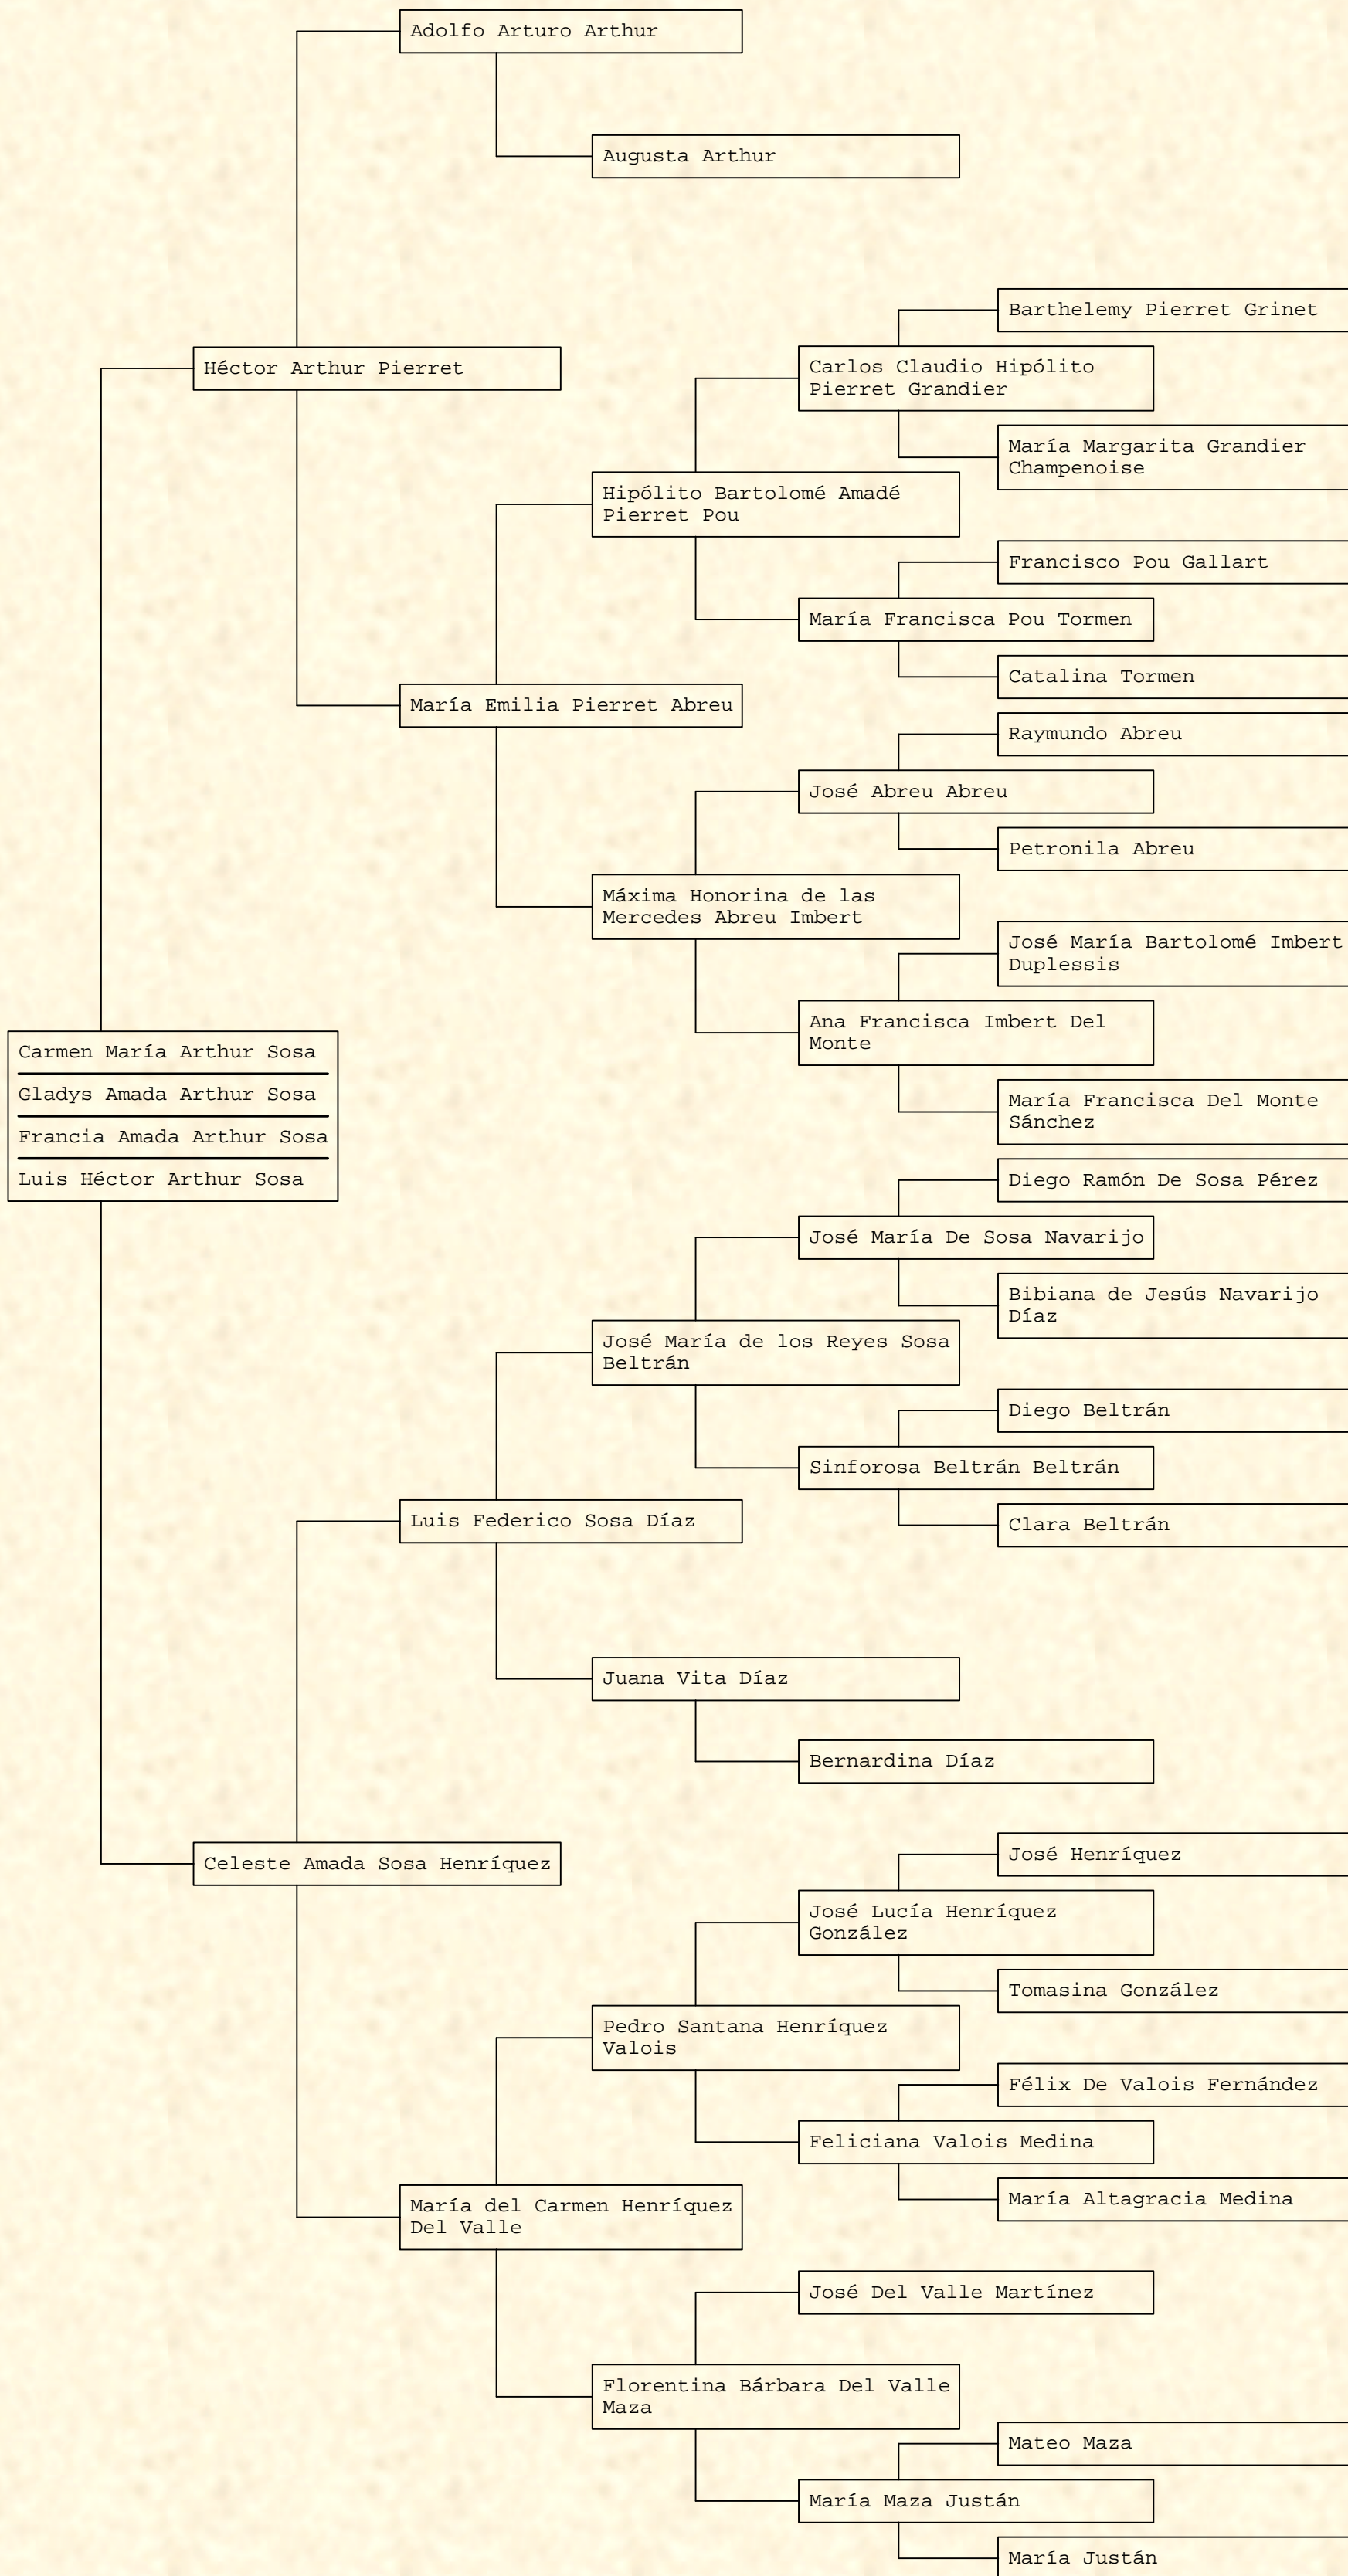 Adolfo Arturo Arthur
Augusta Arthur
Barthelemy Pierret Grinet
Héctor Arthur Pierret
Carlos Claudio Hipólito
Pierret Grandier
María Margarita Grandier
Champenoise
Hipólito Bartolomé Amadé
Pierret Pou
Francisco Pou Gallart
María Francisca Pou Tormen
Catalina Tormen
María Emilia Pierret Abreu
Raymundo Abreu
José Abreu Abreu
Petronila Abreu
Máxima Honorina de las
Mercedes Abreu Imbert
José María Bartolomé Imbert
Duplessis
Ana Francisca Imbert Del
Monte
María Francisca Del Monte
Sánchez
Carmen María Arthur Sosa
Gladys Amada Arthur Sosa
Francia Amada Arthur Sosa
Luis Héctor Arthur Sosa
Diego Ramón De Sosa Pérez
José María De Sosa Navarijo
Bibiana de Jesús Navarijo
Díaz
José María de los Reyes Sosa
Beltrán
Diego Beltrán
Sinforosa Beltrán Beltrán
Clara Beltrán
Luis Federico Sosa Díaz
Juana Vita Díaz
Bernardina Díaz
Celeste Amada Sosa Henríquez
José Henríquez
José Lucía Henríquez
González
Tomasina González
Pedro Santana Henríquez
Valois
Félix De Valois Fernández
Feliciana Valois Medina
María Altagracia Medina
María del Carmen Henríquez
Del Valle
José Del Valle Martínez
Florentina Bárbara Del Valle
Maza
Mateo Maza
María Maza Justán
María Justán